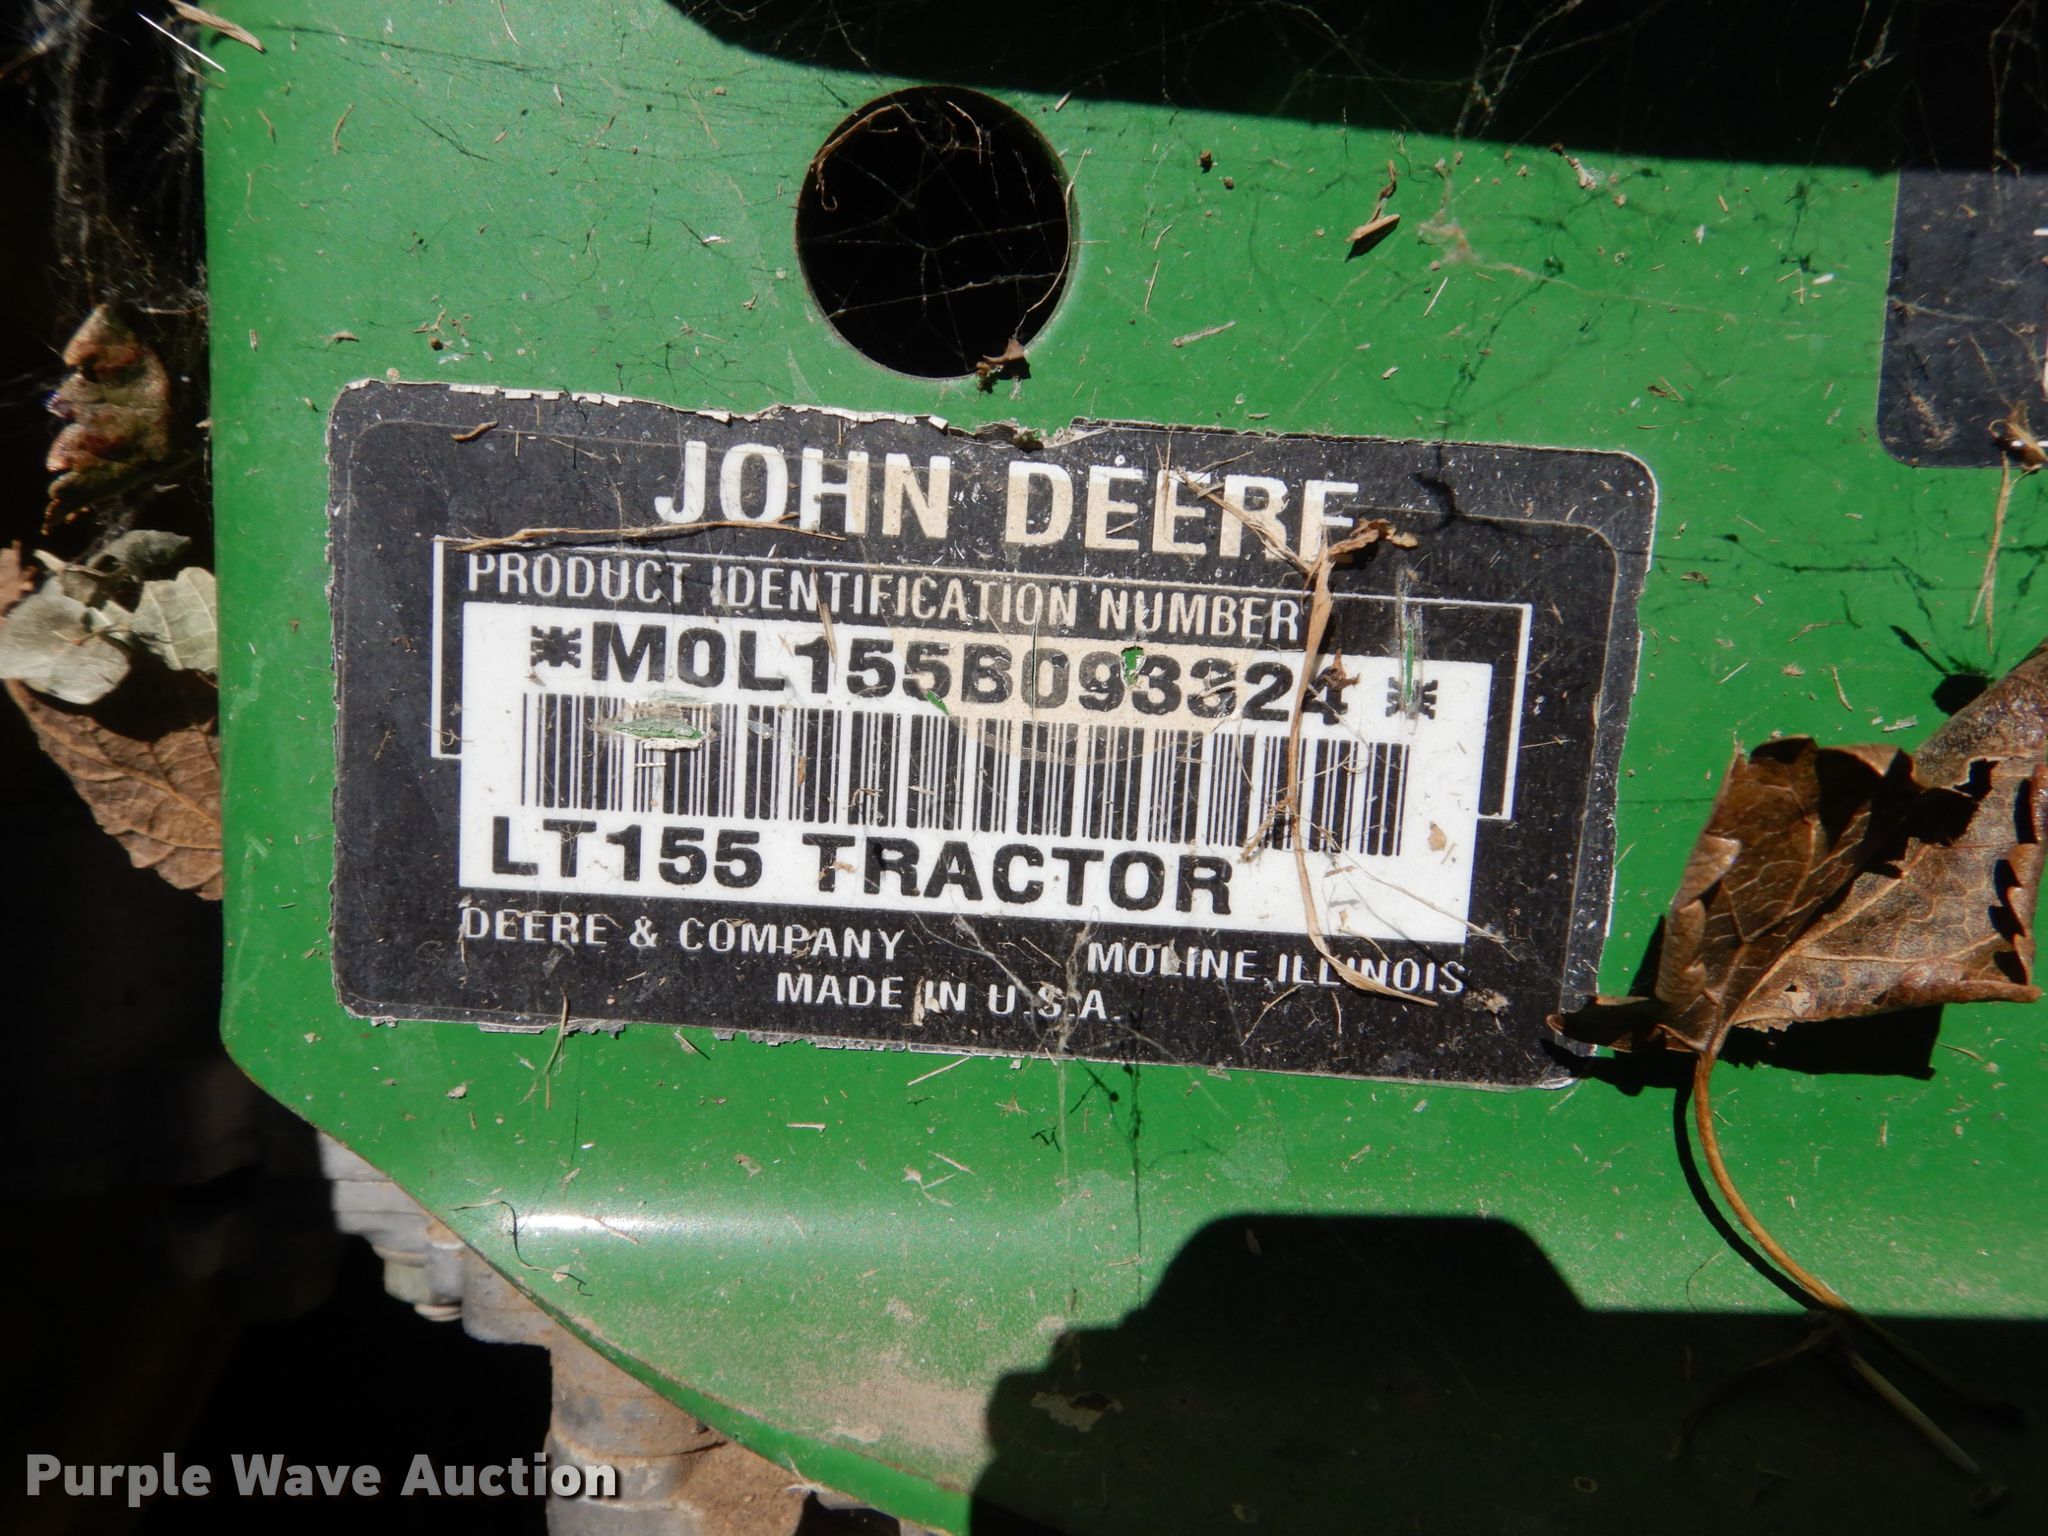 JOHN DEERE
PRODUCT IDENTIFICATION NUMBER
*M0L155B093324*
LT155 TRACTOR
DEERE & COMPANY MOLINE, ILLINOIS
MADE IN U.S.A.
Purple Wave Auction